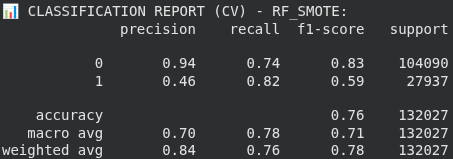 📊 CLASSIFICATION REPORT (CV) - RF_SMOTE:
precision recall f1-score support
0 0.94 0.74 0.83 104090
1 0.46 0.82 0.59 27937
accuracy 0.76 132027
macro avg 0.70 0.78 0.71 132027
weighted avg 0.84 0.76 0.78 132027